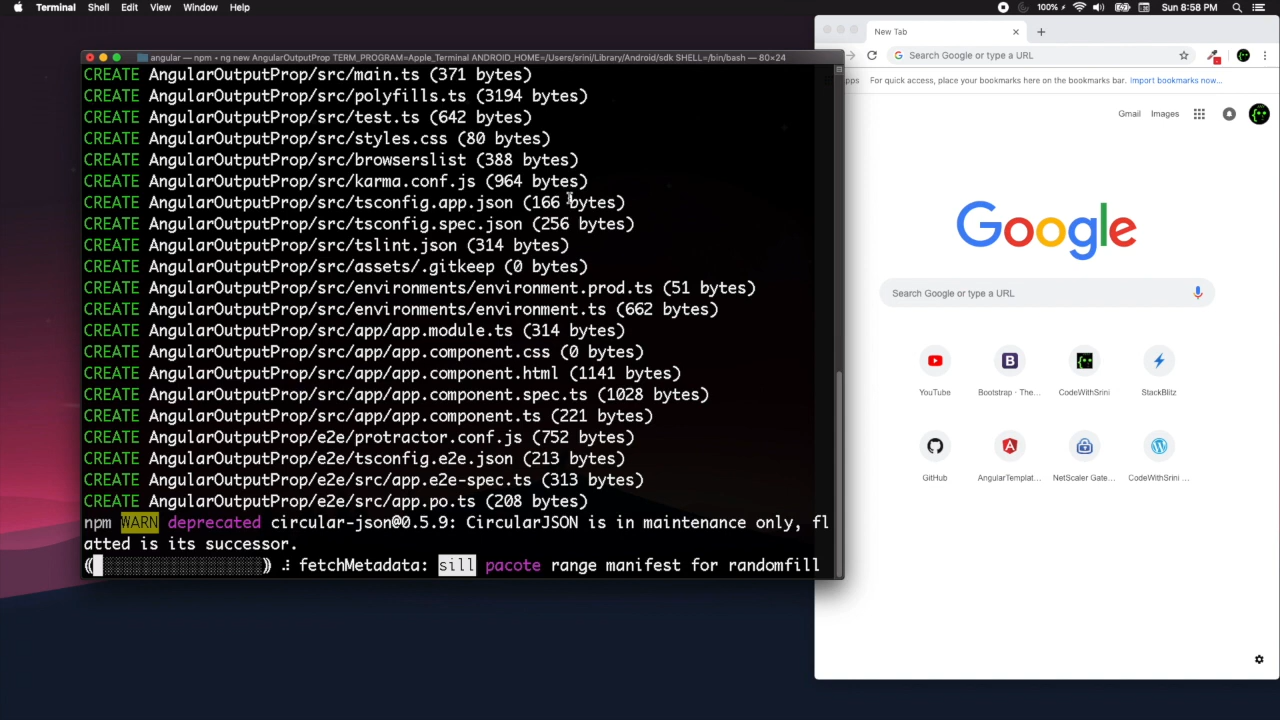 Terminal Shell Edit View Window Help
100% Sun 8:58 PM
angular — npm • ng new AngularOutputProp TERM_PROGRAM=Apple_Terminal ANDROID_HOME=/Users/srini/Library/Android/sdk SHELL=/bin/bash — 80×24
CREATE AngularOutputProp/src/main.ts (371 bytes)
CREATE AngularOutputProp/src/polyfills.ts (3194 bytes)
CREATE AngularOutputProp/src/test.ts (642 bytes)
CREATE AngularOutputProp/src/styles.css (80 bytes)
CREATE AngularOutputProp/src/browserslist (388 bytes)
CREATE AngularOutputProp/src/karma.conf.js (964 bytes)
CREATE AngularOutputProp/src/tsconfig.app.json (166 bytes)
CREATE AngularOutputProp/src/tsconfig.spec.json (256 bytes)
CREATE AngularOutputProp/src/tslint.json (314 bytes)
CREATE AngularOutputProp/src/assets/.gitkeep (0 bytes)
CREATE AngularOutputProp/src/environments/environment.prod.ts (51 bytes)
CREATE AngularOutputProp/src/environments/environment.ts (662 bytes)
CREATE AngularOutputProp/src/app/app.module.ts (314 bytes)
CREATE AngularOutputProp/src/app/app.component.css (0 bytes)
CREATE AngularOutputProp/src/app/app.component.html (1141 bytes)
CREATE AngularOutputProp/src/app/app.component.spec.ts (1028 bytes)
CREATE AngularOutputProp/src/app/app.component.ts (221 bytes)
CREATE AngularOutputProp/e2e/protractor.conf.js (752 bytes)
CREATE AngularOutputProp/e2e/tsconfig.e2e.json (213 bytes)
CREATE AngularOutputProp/e2e/src/app.e2e-spec.ts (313 bytes)
CREATE AngularOutputProp/e2e/src/app.po.ts (208 bytes)
npm WARN deprecated circular-json@0.5.9: CircularJSON is in maintenance only, fl
atted is its successor.
fetchMetadata: sill pacote range manifest for randomfill
New Tab
Search Google or type a URL
For quick access, place your bookmarks here on the bookmarks bar. Import bookmarks now...
Gmail Images
Google
Search Google or type a URL
YouTube Bootstrap · The... CodeWithSrini StackBlitz
GitHub AngularTemplat... NetScaler Gate... CodeWithSrini ...